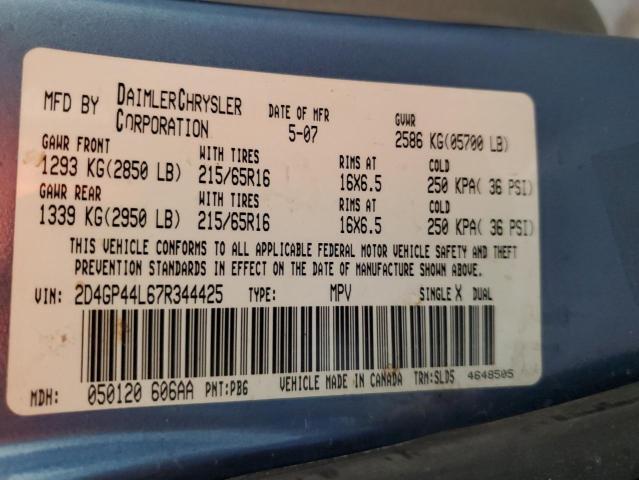 MFD BY DAIMLERCHRYSLER CORPORATION DATE OF MFR 5-07 GVWR 2586 KG(05700 LB)
GAWR FRONT WITH TIRES RIMS AT COLD
1293 KG(2850 LB) 215/65R16 16X6.5 250 KPA( 36 PSI)
GAWR REAR WITH TIRES RIMS AT COLD
1339 KG(2950 LB) 215/65R16 16X6.5 250 KPA( 36 PSI)
THIS VEHICLE CONFORMS TO ALL APPLICABLE FEDERAL MOTOR VEHICLE SAFETY AND THEFT
PREVENTION STANDARDS IN EFFECT ON THE DATE OF MANUFACTURE SHOWN ABOVE.
VIN: 2D4GP44L67R344425 TYPE: MPV SINGLE X DUAL
MDH: 050120 606AA PNT:PB6 VEHICLE MADE IN CANADA TRM:SLD5 4648505